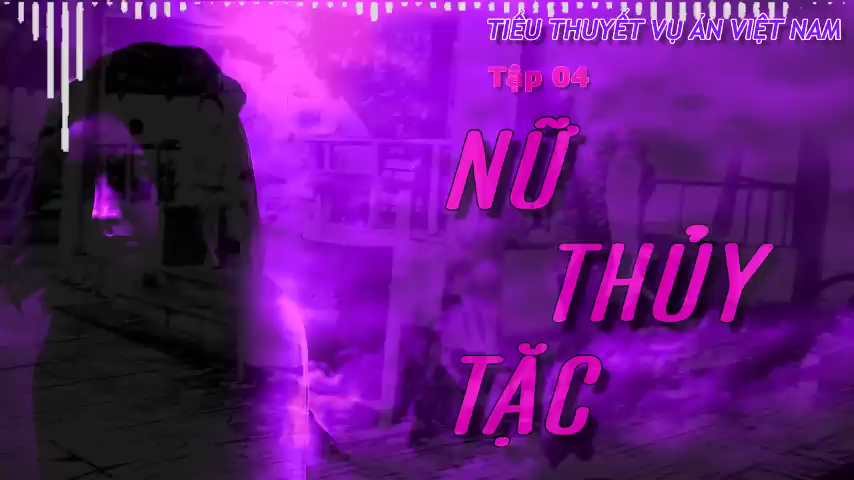 TIỂU THUYẾT VỤ ÁN VIỆT NAM
Tập 04
NỮ
THỦY
TẶC